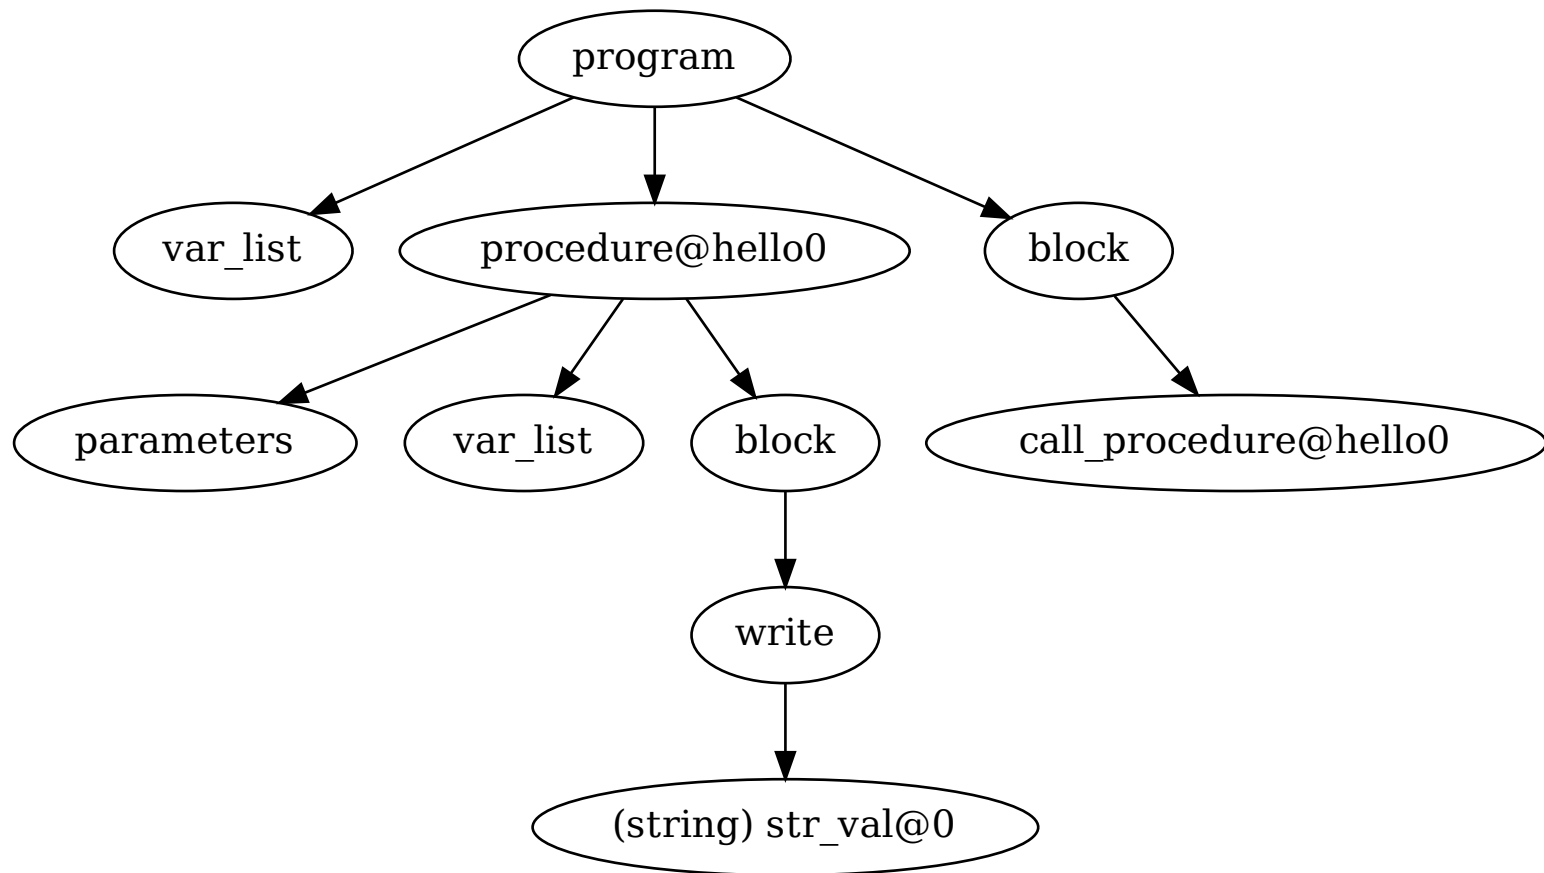 program
var_list
procedure@hello0
block
parameters
var_list
block
call_procedure@hello0
write
(string) str_val@0